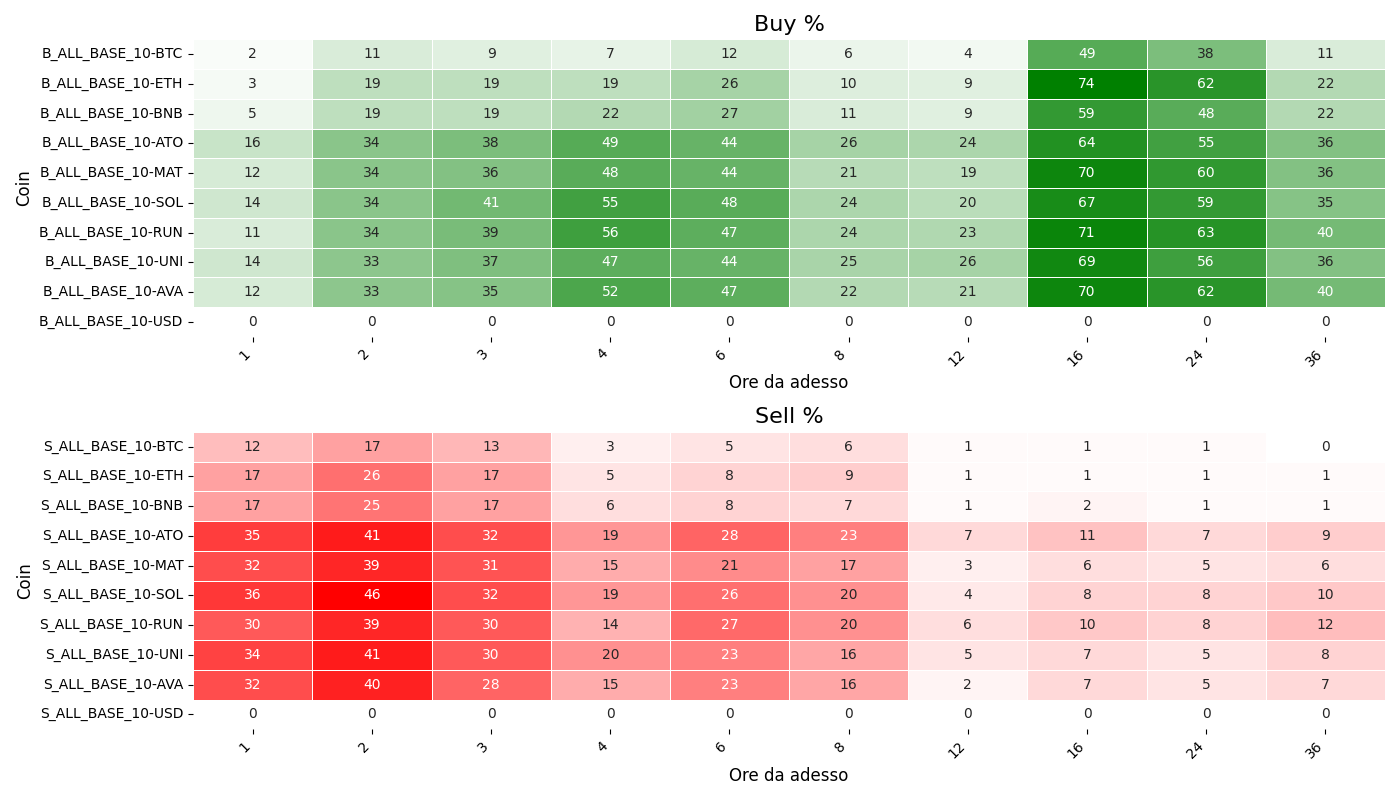 Buy %
Coin
B_ALL_BASE_10-BTC 2 11 9 7 12 6 4 49 38 11
B_ALL_BASE_10-ETH 3 19 19 19 26 10 9 74 62 22
B_ALL_BASE_10-BNB 5 19 19 22 27 11 9 59 48 22
B_ALL_BASE_10-ATO 16 34 38 49 44 26 24 64 55 36
B_ALL_BASE_10-MAT 12 34 36 48 44 21 19 70 60 36
B_ALL_BASE_10-SOL 14 34 41 55 48 24 20 67 59 35
B_ALL_BASE_10-RUN 11 34 39 56 47 24 23 71 63 40
B_ALL_BASE_10-UNI 14 33 37 47 44 25 26 69 56 36
B_ALL_BASE_10-AVA 12 33 35 52 47 22 21 70 62 40
B_ALL_BASE_10-USD 0 0 0 0 0 0 0 0 0 0
1 2 3 4 6 8 12 16 24 36
Ore da adesso
Sell %
Coin
S_ALL_BASE_10-BTC 12 17 13 3 5 6 1 1 1 0
S_ALL_BASE_10-ETH 17 26 17 5 8 9 1 1 1 1
S_ALL_BASE_10-BNB 17 25 17 6 8 7 1 2 1 1
S_ALL_BASE_10-ATO 35 41 32 19 28 23 7 11 7 9
S_ALL_BASE_10-MAT 32 39 31 15 21 17 3 6 5 6
S_ALL_BASE_10-SOL 36 46 32 19 26 20 4 8 8 10
S_ALL_BASE_10-RUN 30 39 30 14 27 20 6 10 8 12
S_ALL_BASE_10-UNI 34 41 30 20 23 16 5 7 5 8
S_ALL_BASE_10-AVA 32 40 28 15 23 16 2 7 5 7
S_ALL_BASE_10-USD 0 0 0 0 0 0 0 0 0 0
1 2 3 4 6 8 12 16 24 36
Ore da adesso